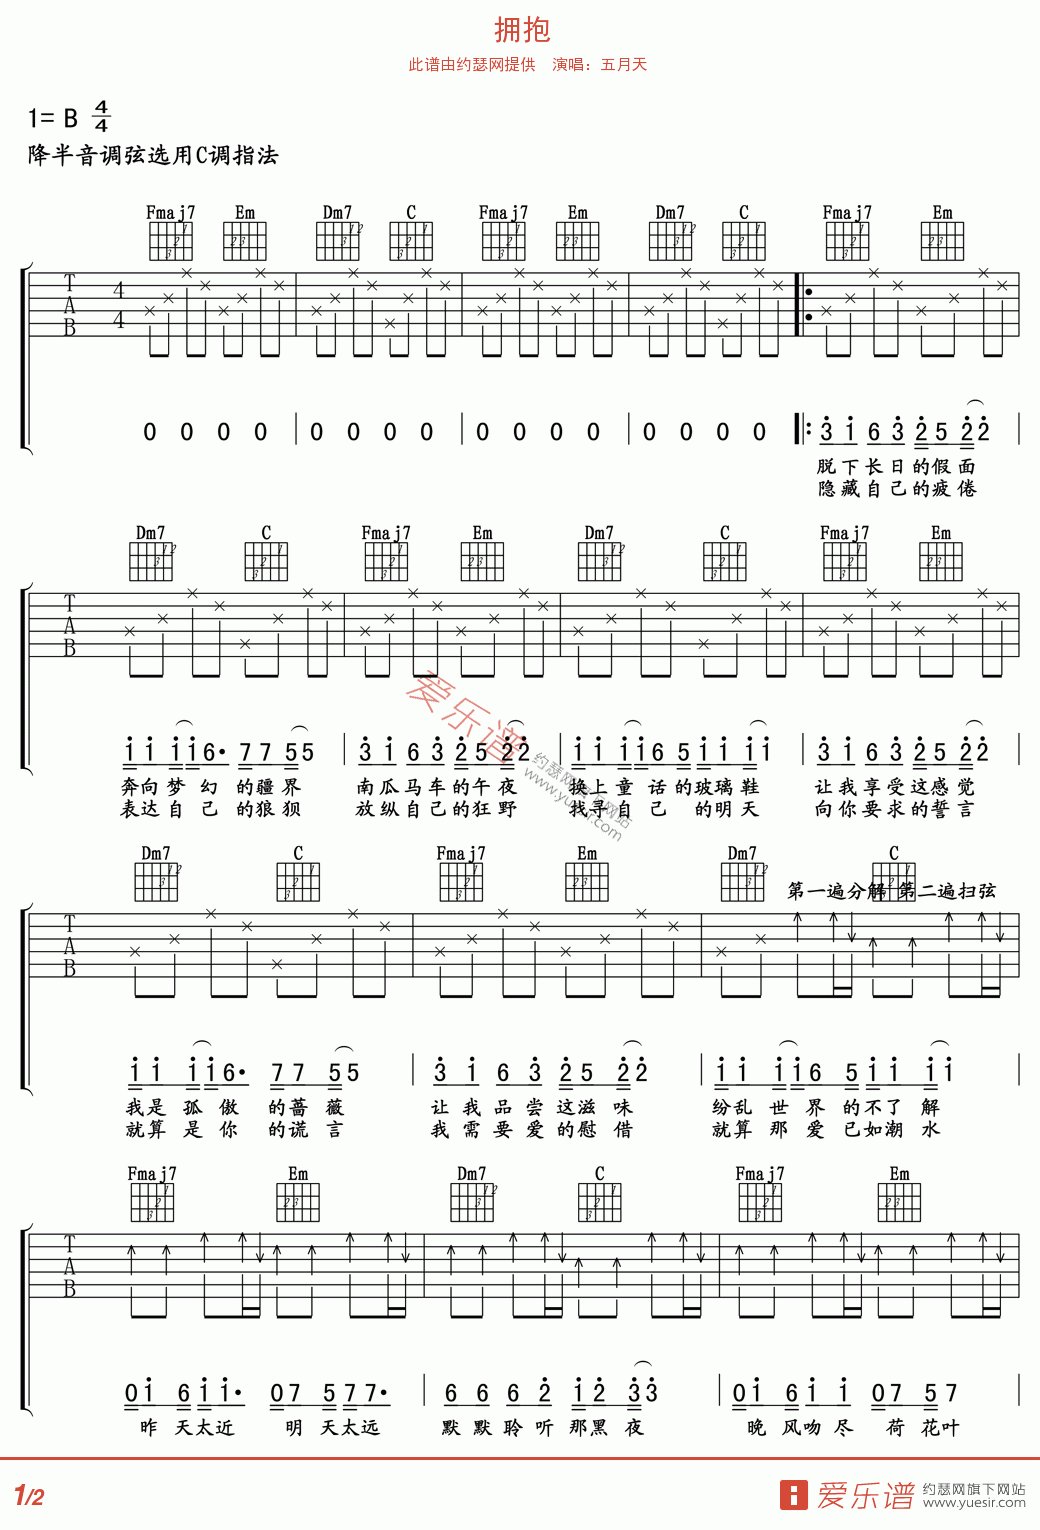 拥抱
此谱由约瑟网提供 演唱：五月天
1= B 4/4
降半音调弦选用C调指法
Fmaj7 Em Dm7 C Fmaj7 Em Dm7 C Fmaj7 Em
T A B 4 4
0 0 0 0 0 0 0 0 0 0 0 0 0 0 0 0 3 1 6 3 2 5 2 2
脱下长日的假面
隐藏自己的疲倦
Dm7 C Fmaj7 Em Dm7 C Fmaj7 Em
T A B
1 1 1 1 6· 7 7 5 5 3 1 6 3 2 5 2 2 1 1 1 1 6 5 1 1 1 1 3 1 6 3 2 5 2 2
奔向梦幻的疆界 南瓜马车的午夜 换上童话的玻璃鞋 让我享受这感觉
表达自己的狼狈 放纵自己的狂野 找寻自己的明天 向你要求的誓言
爱乐谱
约瑟网旗下网站
www.yuesir.com
Dm7 C Fmaj7 Em Dm7 C
第一遍分解 第二遍扫弦
T A B
1 1 1 1 6· 7 7 5 5 3 1 6 3 2 5 2 2 1 1 1 1 6 5 1 1 1 1
我是孤傲的蔷薇 让我品尝这滋味 纷乱世界的不了解
就算是你的谎言 我需要爱的慰借 就算那爱已如潮水
Fmaj7 Em Dm7 C Fmaj7 Em
T A B
0 1 6 1 1· 0 7 5 7 7· 6 6 6 2 1 2 3 3 0 1 6 1 1 0 7 5 7
昨天太近 明天太远 默默聆听那黑夜 晚风吻尽 荷花叶
1/2
爱乐谱
约瑟网旗下网站
www.yuesir.com